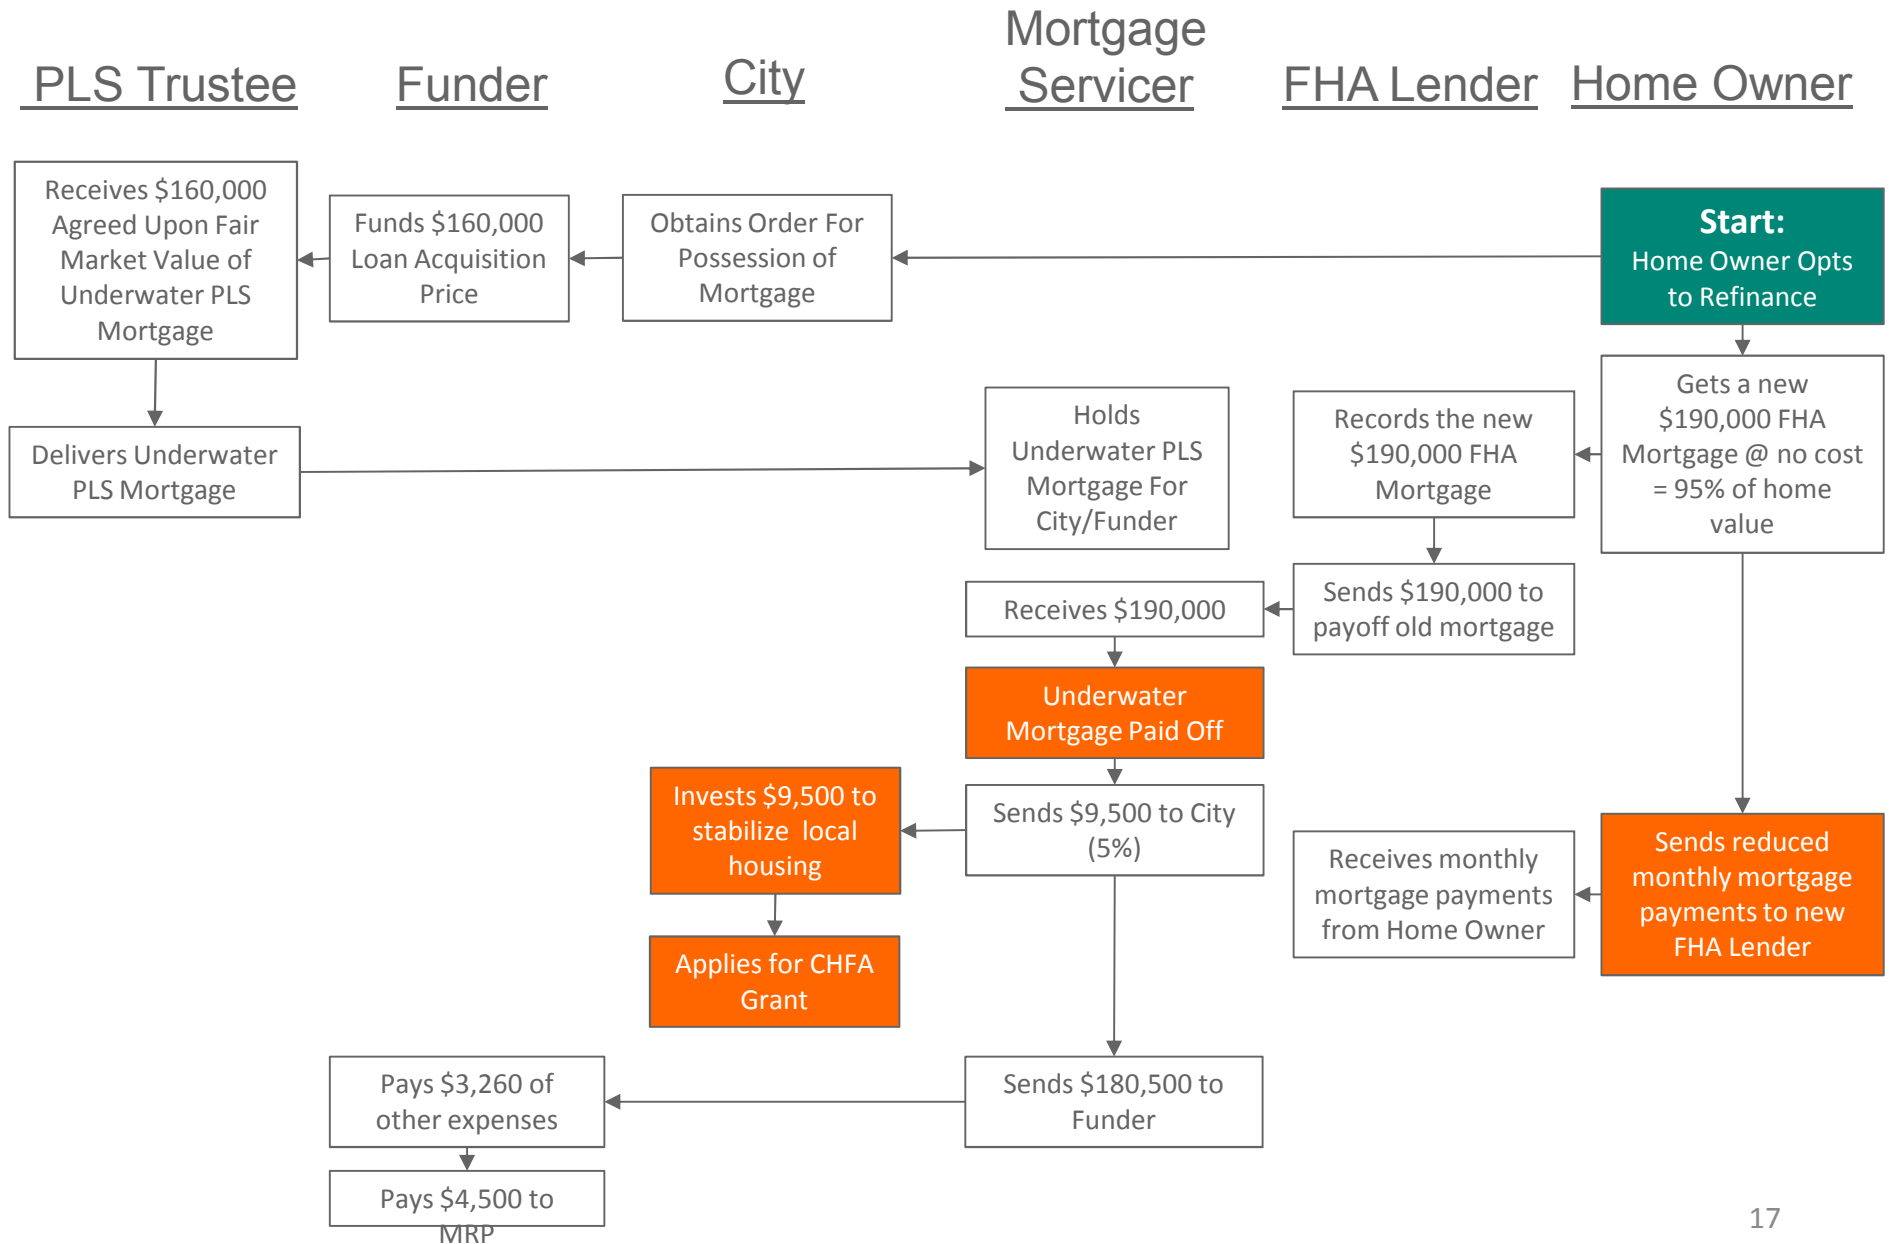 PLS Trustee
Funder
City
Mortgage
Servicer
FHA Lender
Home Owner
Receives $160,000
Agreed Upon Fair
Market Value of
Underwater PLS
Mortgage
Funds $160,000
Loan Acquisition
Price
Obtains Order For
Possession of
Mortgage
Start:
Home Owner Opts
to Refinance
Delivers Underwater
PLS Mortgage
Holds
Underwater PLS
Mortgage For
City/Funder
Records the new
$190,000 FHA
Mortgage
Gets a new
$190,000 FHA
Mortgage @ no cost
= 95% of home
value
Receives $190,000
Sends $190,000 to
payoff old mortgage
Underwater
Mortgage Paid Off
Invests $9,500 to
stabilize local
housing
Sends $9,500 to City
(5%)
Receives monthly
mortgage payments
from Home Owner
Sends reduced
monthly mortgage
payments to new
FHA Lender
Applies for CHFA
Grant
Pays $3,260 of
other expenses
Sends $180,500 to
Funder
Pays $4,500 to
MRP
17